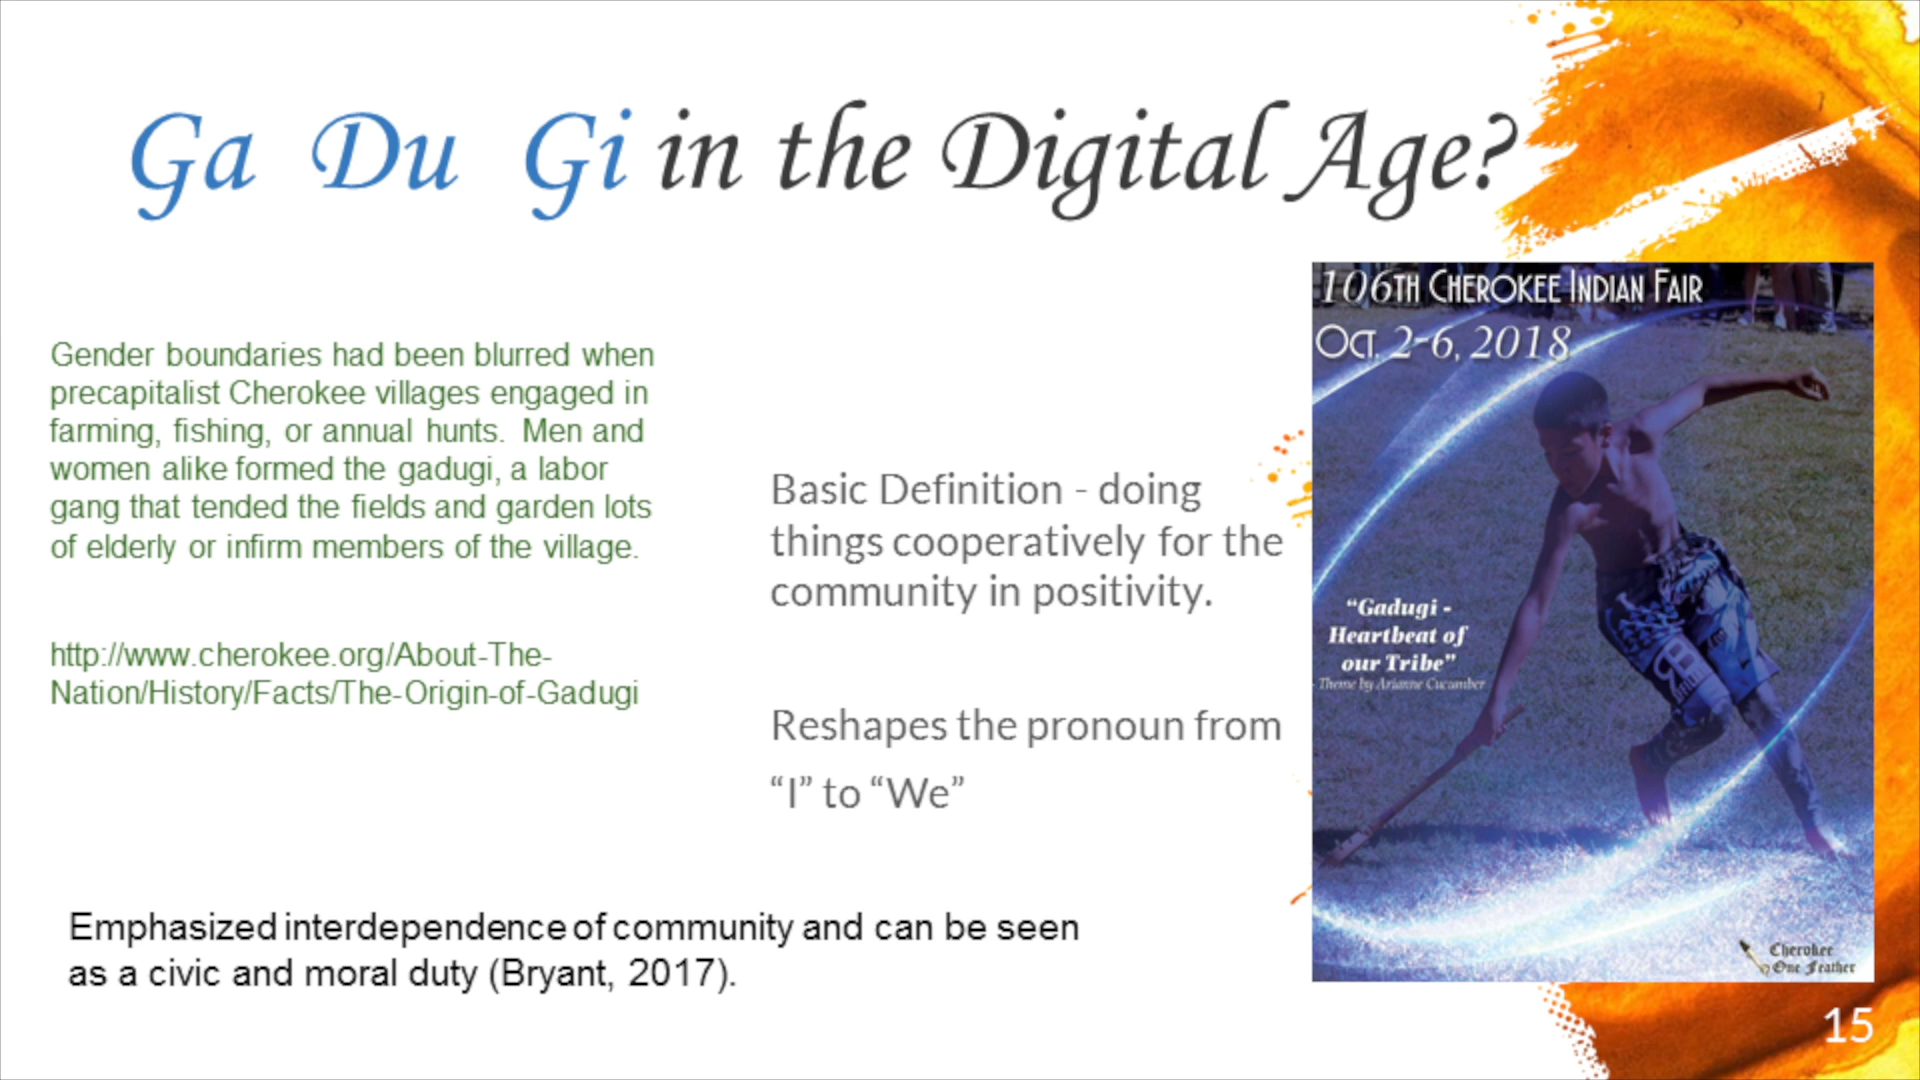 Ga Du Gi in the Digital Age?
Gender boundaries had been blurred when
precapitalist Cherokee villages engaged in
farming, fishing, or annual hunts. Men and
women alike formed the gadugi, a labor
gang that tended the fields and garden lots
of elderly or infirm members of the village.
http://www.cherokee.org/About-The-
Nation/History/Facts/The-Origin-of-Gadugi
Basic Definition - doing
things cooperatively for the
community in positivity.
Reshapes the pronoun from
“I” to “We”
Emphasized interdependence of community and can be seen
as a civic and moral duty (Bryant, 2017).
106TH CHEROKEE INDIAN FAIR
OCT. 2-6, 2018
“Gadugi -
Heartbeat of
our Tribe”
- Theme by Arianne Cucumber
Cherokee
One Feather
15